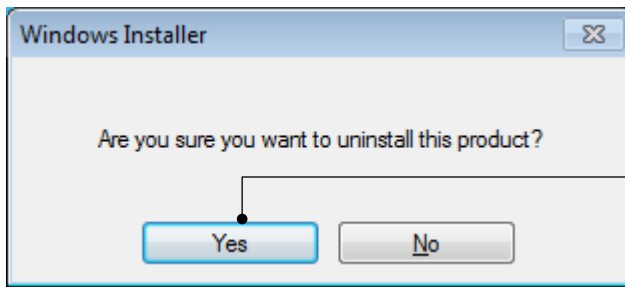 Windows Installer
Are you sure you want to uninstall this product?
Yes
No